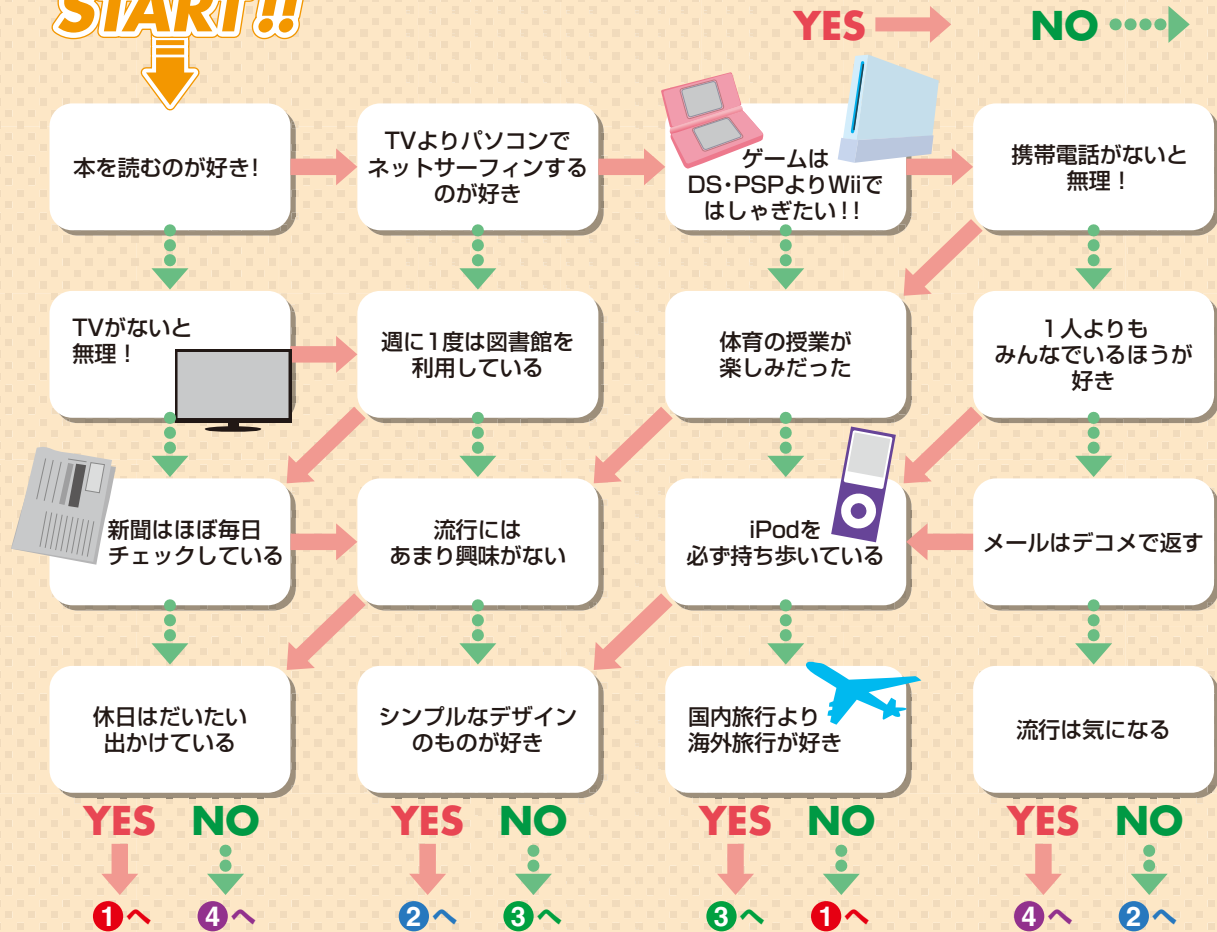 START!!
YES
NO
本を読むのが好き!
TVよりパソコンで
ネットサーフィンする
のが好き
ゲームは
DS・PSPよりWiiで
はしゃぎたい!!
携帯電話がないと
無理!
TVがないと
無理!
週に1度は図書館を
利用している
体育の授業が
楽しみだった
1人よりも
みんなでいるほうが
好き
新聞はほぼ毎日
チェックしている
流行には
あまり興味がない
iPodを
必ず持ち歩いている
メールはデコメで返す
休日はだいたい
出かけている
シンプルなデザイン
のものが好き
国内旅行より
海外旅行が好き
流行は気になる
YES NO
YES NO
YES NO
YES NO
1へ 4へ
2へ 3へ
3へ 1へ
4へ 2へ